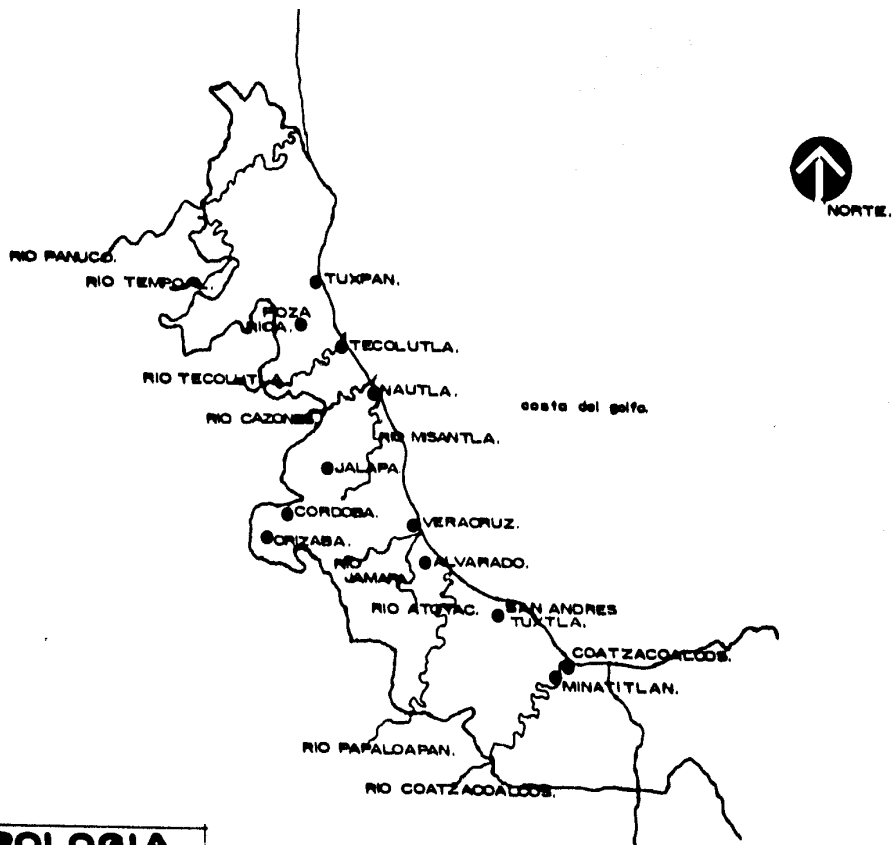 NORTE.
RIO PANUCO.
RIO TEMPOAL.
TUXPAN.
POZA
RICA.
TECOLUTLA.
RIO TECOLUTLA
NAUTLA.
costa del golfo.
RIO CAZONES
RIO MISANTLA.
JALAPA.
CORDOBA.
ORIZABA.
VERACRUZ.
RIO
JAMAPA.
ALVARADO.
RIO ATOYAC.
SAN ANDRES
TUXTLA.
COATZACOALCOS.
MINATITLAN.
RIO PAPALOAPAN.
RIO COATZACOALCOS.